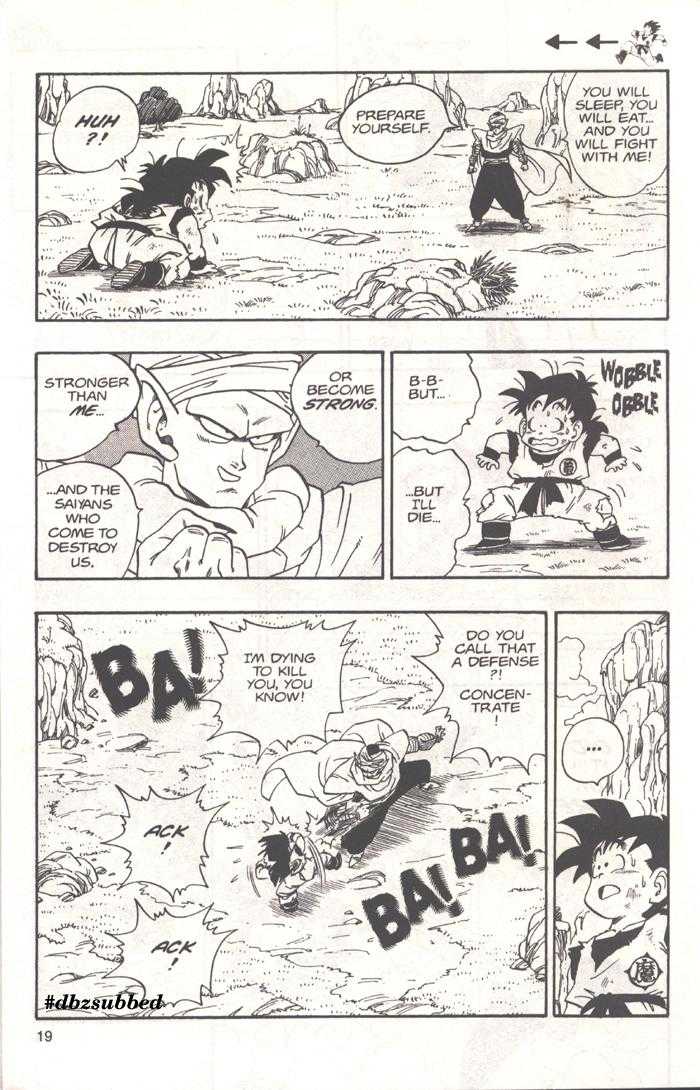 YOU WILL
SLEEP, YOU
WILL EAT...
AND YOU
WILL FIGHT
WITH ME!
PREPARE
YOURSELF.
HUH
?!
WOBBLE
OBBLE
B-B-
BUT...
...BUT
I'LL
DIE...
OR
BECOME
STRONG.
STRONGER
THAN
ME...
...AND THE
SAIYANS
WHO
COME TO
DESTROY
US.
...
魔
DO YOU
CALL THAT
A DEFENSE
?!
CONCEN-
TRATE
!
I'M DYING
TO KILL
YOU, YOU
KNOW!
BA!
BA!
BA!
ACK
!
ACK
!
#dbzsubbed
19